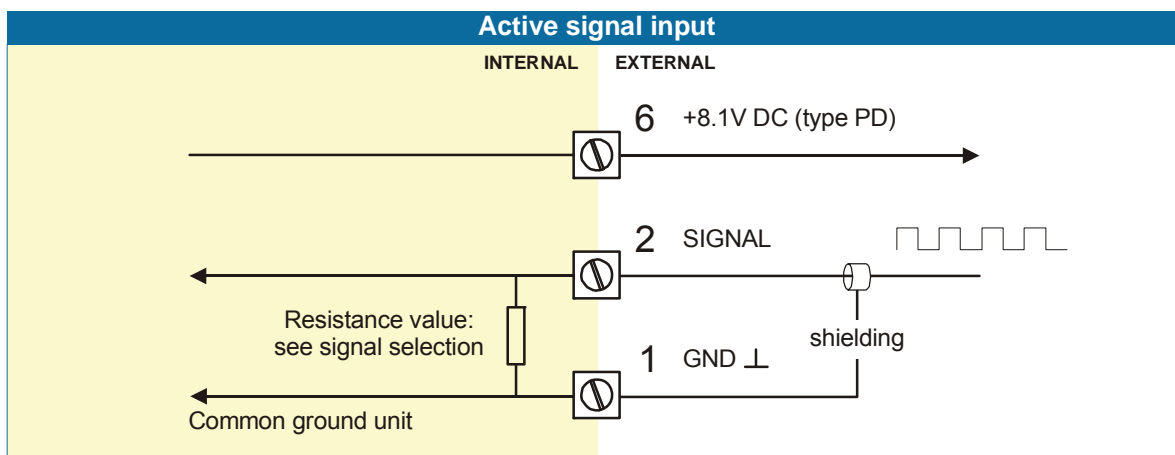 Active signal input
INTERNAL EXTERNAL
6 +8.1V DC (type PD)
2 SIGNAL
Resistance value:
see signal selection
shielding
1 GND ⊥
Common ground unit